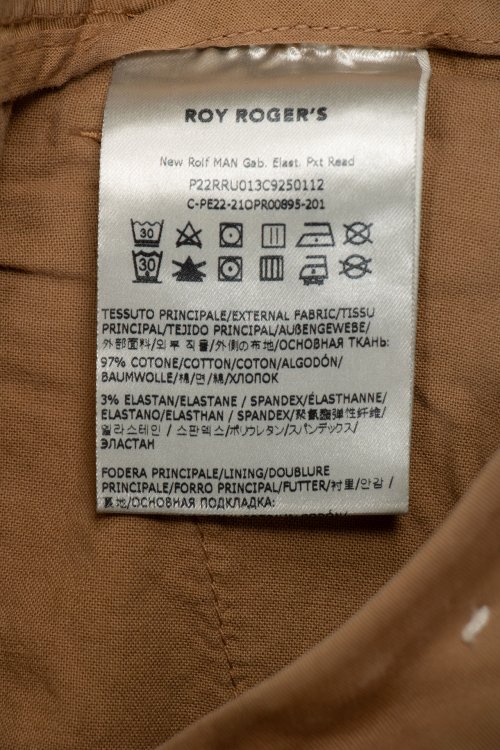 ROY ROGER'S
New Rolf MAN Gab. Elast. Pxt Read
P22RRU013C9250112
C-PE22-21OPR00895-201
30
30
TESSUTO PRINCIPALE/EXTERNAL FABRIC/TISSU
PRINCIPAL/TEJIDO PRINCIPAL/AUßENGEWEBE/
外部面料/외부 직물/外側の布地/ОСНОВНАЯ ТКАНЬ:
97% COTONE/COTTON/COTON/ALGODÓN/
BAUMWOLLE/棉/면/綿/ХЛОПОК
3% ELASTAN/ELASTANE / SPANDEX/ÉLASTHANNE/
ELASTANO/ELASTHAN / SPANDEX/聚氨酯弹性纤维/
엘라스테인 / 스판덱스/ポリウレタン/スパンデックス/
ЭЛАСТАН
FODERA PRINCIPALE/LINING/DOUBLURE
PRINCIPALE/FORRO PRINCIPAL/FUTTER/衬里/안감/
裏地/ОСНОВНАЯ ПОДКЛАДКА: